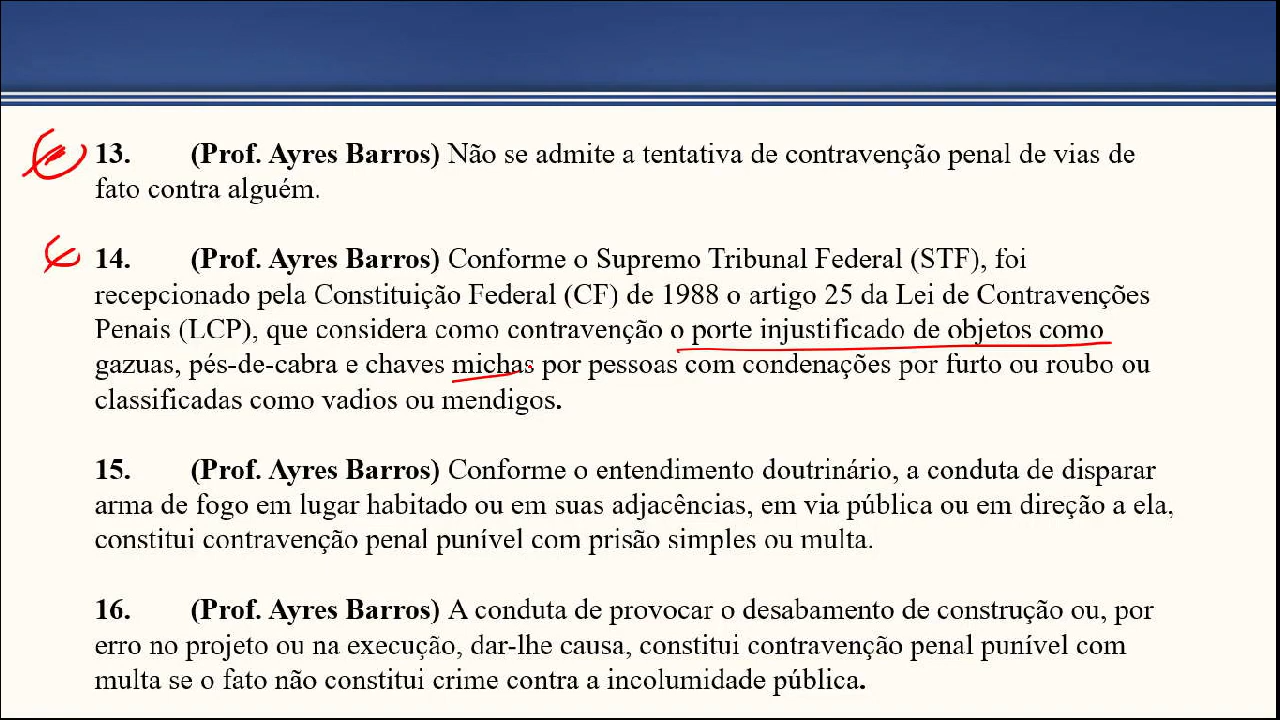 13. (Prof. Ayres Barros) Não se admite a tentativa de contravenção penal de vias de
fato contra alguém.
14. (Prof. Ayres Barros) Conforme o Supremo Tribunal Federal (STF), foi
recepcionado pela Constituição Federal (CF) de 1988 o artigo 25 da Lei de Contravenções
Penais (LCP), que considera como contravenção o porte injustificado de objetos como
gazuas, pés-de-cabra e chaves michas por pessoas com condenações por furto ou roubo ou
classificadas como vadios ou mendigos.
15. (Prof. Ayres Barros) Conforme o entendimento doutrinário, a conduta de disparar
arma de fogo em lugar habitado ou em suas adjacências, em via pública ou em direção a ela,
constitui contravenção penal punível com prisão simples ou multa.
16. (Prof. Ayres Barros) A conduta de provocar o desabamento de construção ou, por
erro no projeto ou na execução, dar-lhe causa, constitui contravenção penal punível com
multa se o fato não constitui crime contra a incolumidade pública.